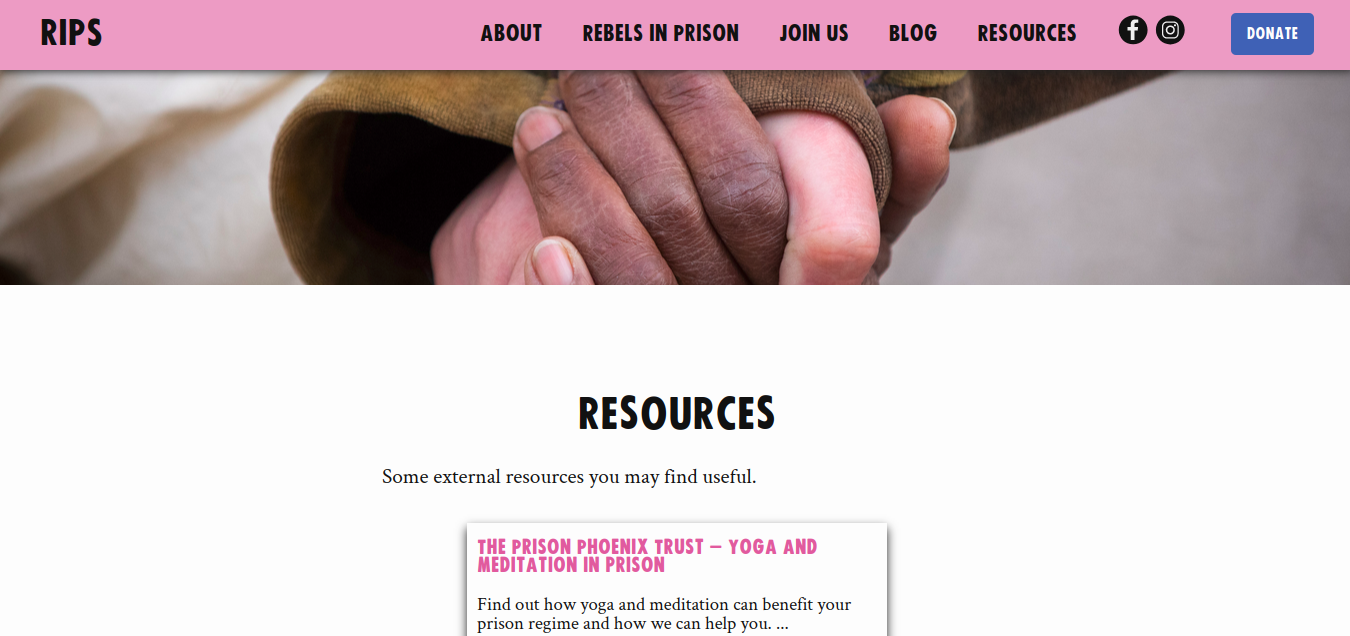 RIPS
ABOUT REBELS IN PRISON JOIN US BLOG RESOURCES DONATE
RESOURCES
Some external resources you may find useful.
THE PRISON PHOENIX TRUST – YOGA AND
MEDITATION IN PRISON
Find out how yoga and meditation can benefit your
prison regime and how we can help you. ...